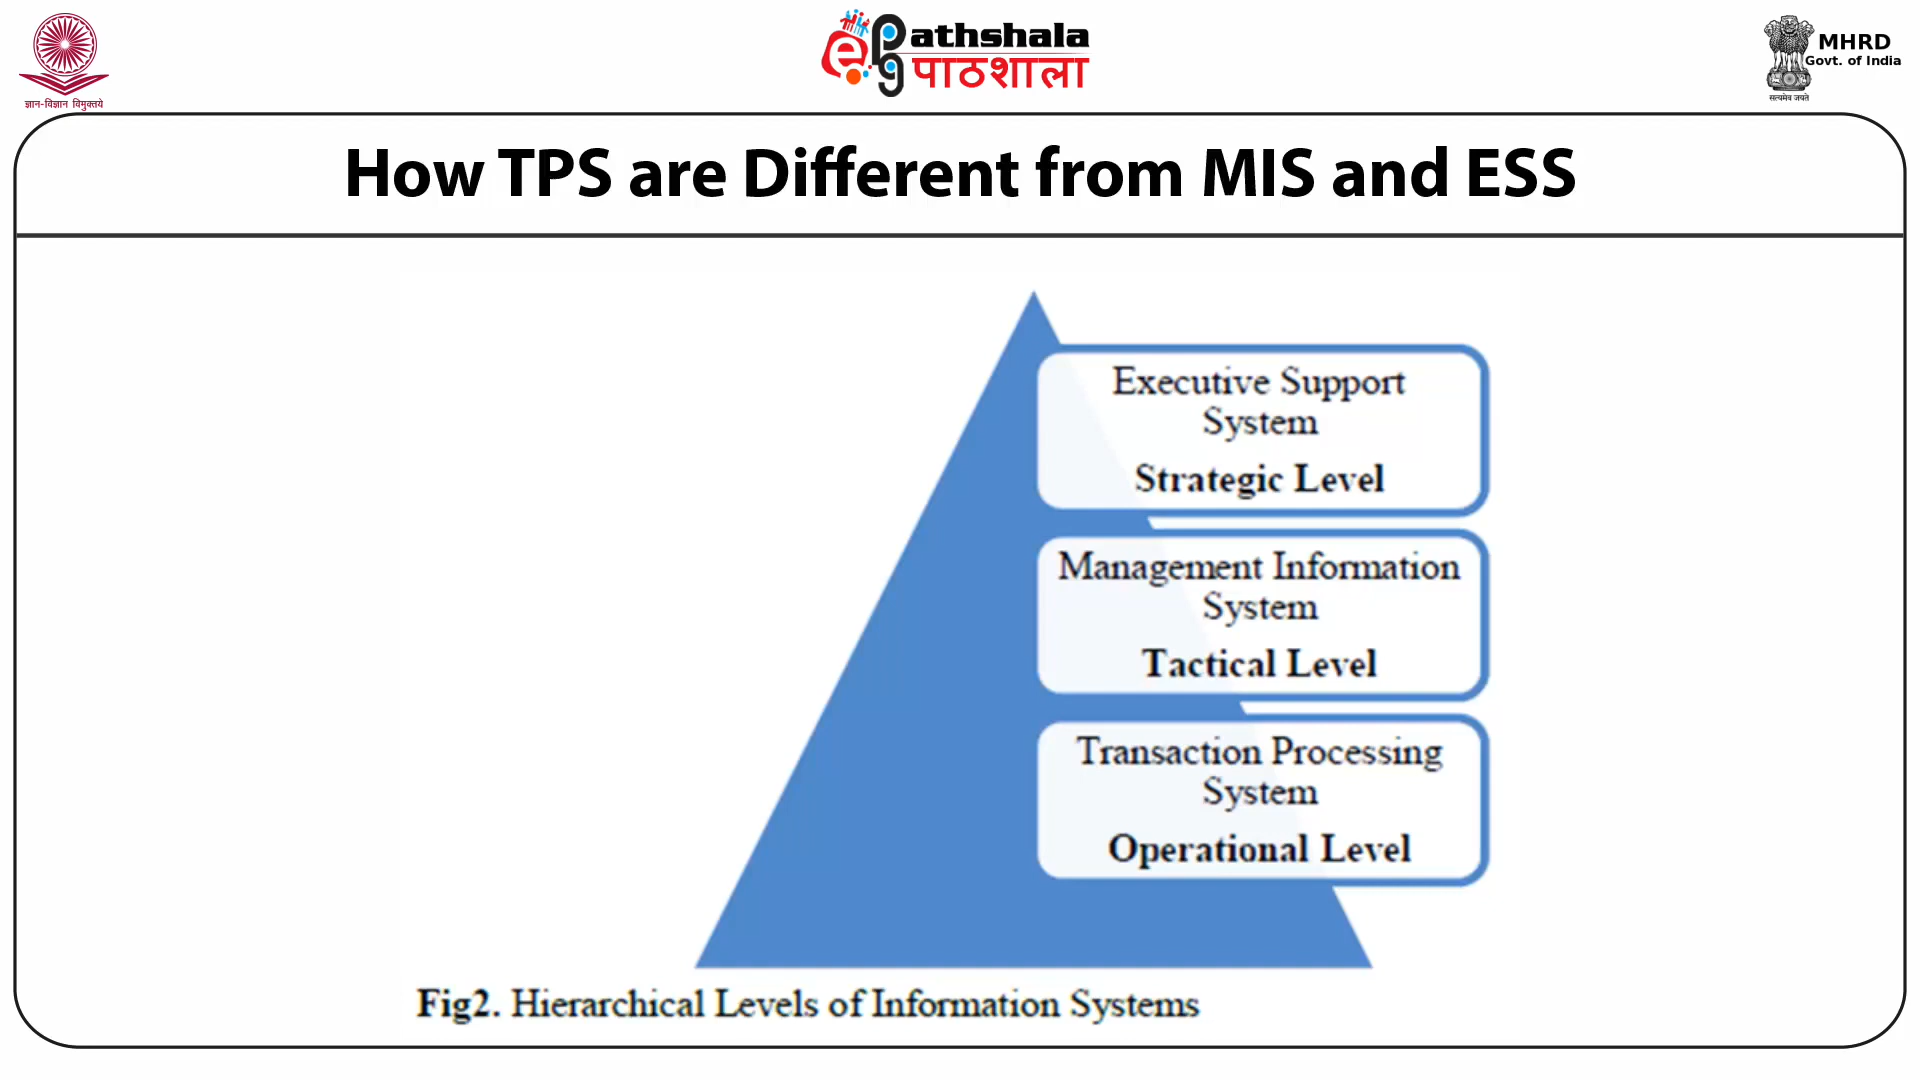 ज्ञान-विज्ञान विमुक्तये
e Pg athshala
पाठशाला
MHRD
Govt. of India
सत्यमेव जयते
How TPS are Different from MIS and ESS
Executive Support
System
Strategic Level
Management Information
System
Tactical Level
Transaction Processing
System
Operational Level
Fig2. Hierarchical Levels of Information Systems